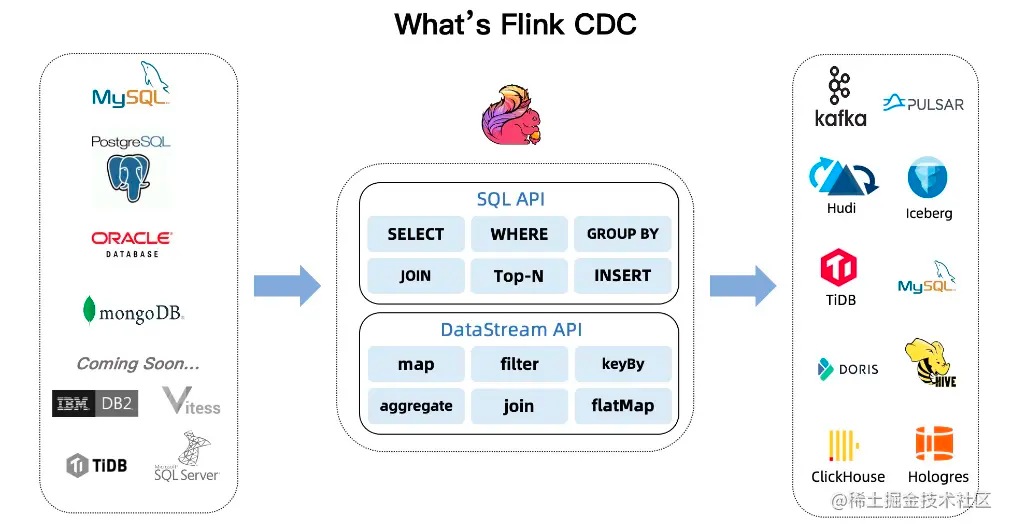 What's Flink CDC
MySQL
PostgreSQL
ORACLE
DATABASE
mongoDB
Coming Soon...
IBM DB2
Vitess
TiDB
Microsoft
SQL Server
SQL API
SELECT WHERE GROUP BY
JOIN Top-N INSERT
DataStream API
map filter keyBy
aggregate join flatMap
kafka PULSAR
Hudi Iceberg
TiDB MySQL
DORIS HIVE
ClickHouse Hologres
@稀土掘金技术社区